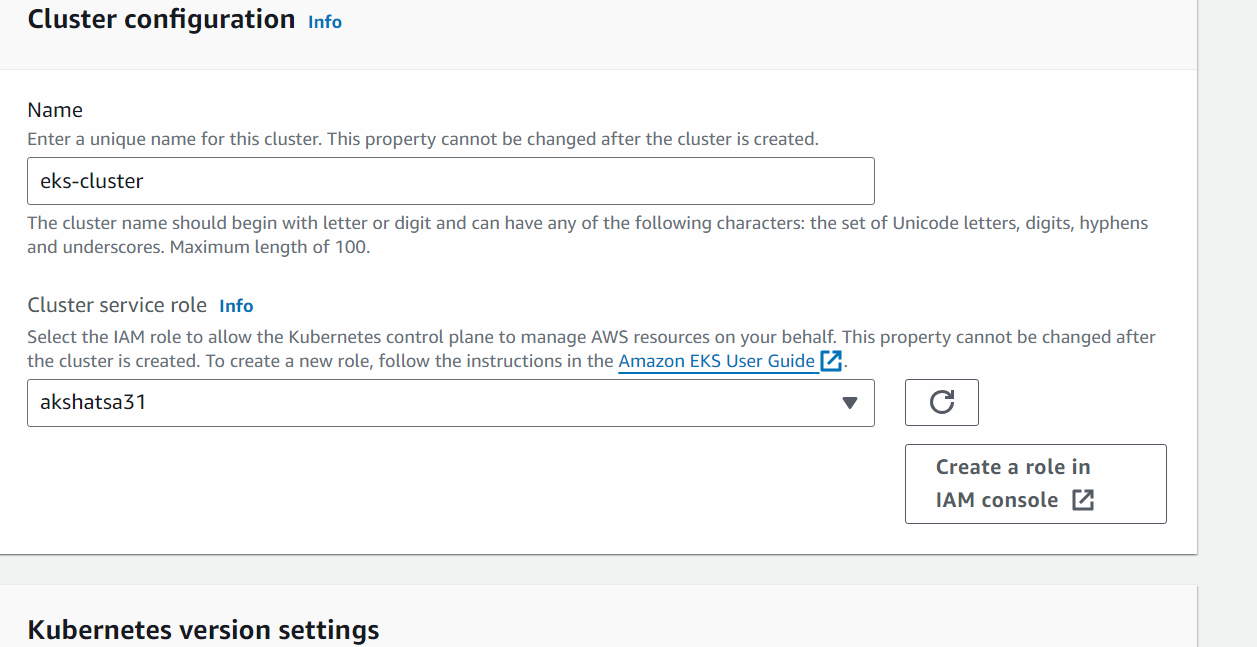 Cluster configuration Info
Name
Enter a unique name for this cluster. This property cannot be changed after the cluster is created.
eks-cluster
The cluster name should begin with letter or digit and can have any of the following characters: the set of Unicode letters, digits, hyphens
and underscores. Maximum length of 100.
Cluster service role Info
Select the IAM role to allow the Kubernetes control plane to manage AWS resources on your behalf. This property cannot be changed after
the cluster is created. To create a new role, follow the instructions in the Amazon EKS User Guide.
akshatsa31
Create a role in
IAM console
Kubernetes version settings